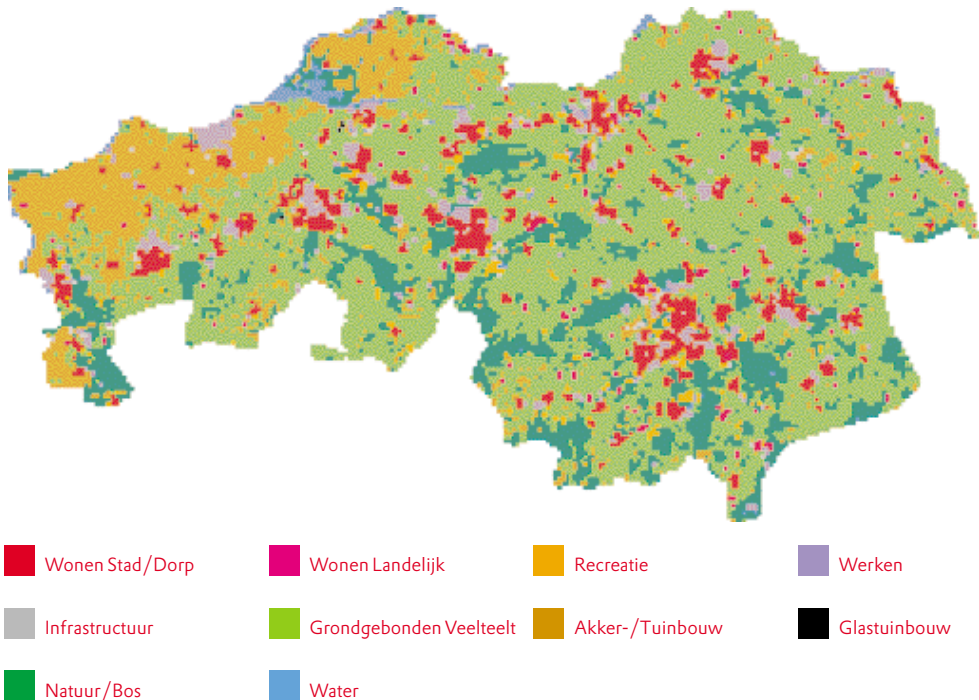 Wonen Stad/Dorp
Wonen Landelijk
Recreatie
Werken
Infrastructuur
Grondgebonden Veelteelt
Akker-/Tuinbouw
Glastuinbouw
Natuur/Bos
Water